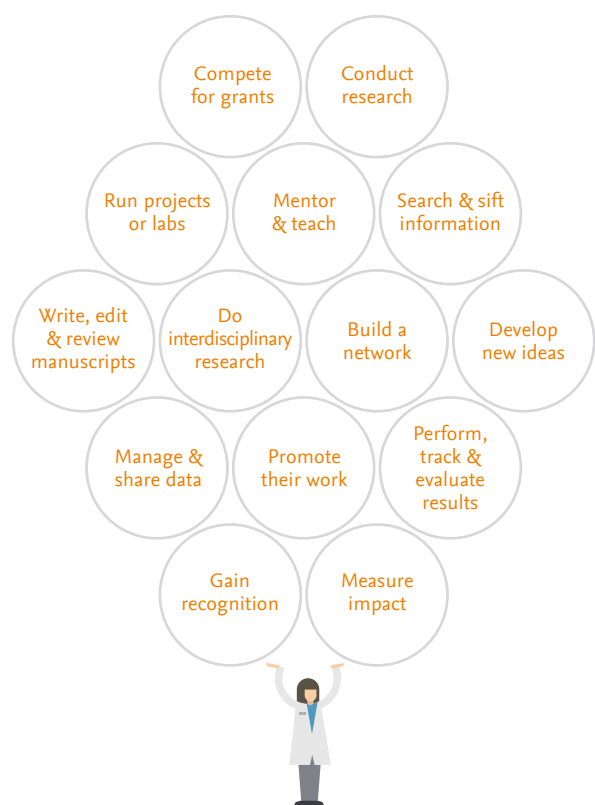 Compete
for grants
Conduct
research
Run projects
or labs
Mentor
& teach
Search & sift
information
Write, edit
& review
manuscripts
Do
interdisciplinary
research
Build a
network
Develop
new ideas
Manage &
share data
Promote
their work
Perform,
track &
evaluate
results
Gain
recognition
Measure
impact